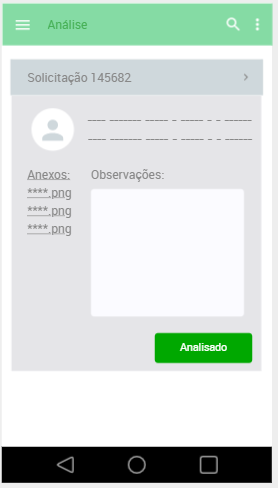 Análise
Solicitação 145682
Anexos:
Observações:
****.png
****.png
****.png
Analisado